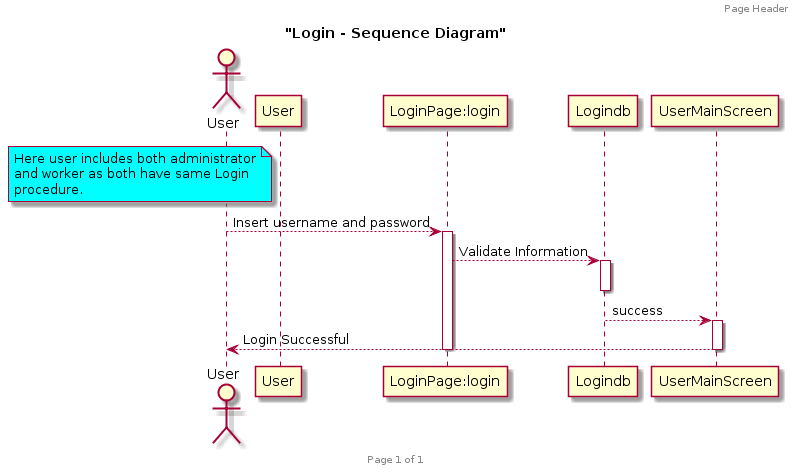 Page Header
"Login - Sequence Diagram"
User
User
LoginPage:login
Logindb
UserMainScreen
Here user includes both administrator
and worker as both have same Login
procedure.
Insert username and password
Validate Information
success
Login Successful
User
User
LoginPage:login
Logindb
UserMainScreen
Page 1 of 1